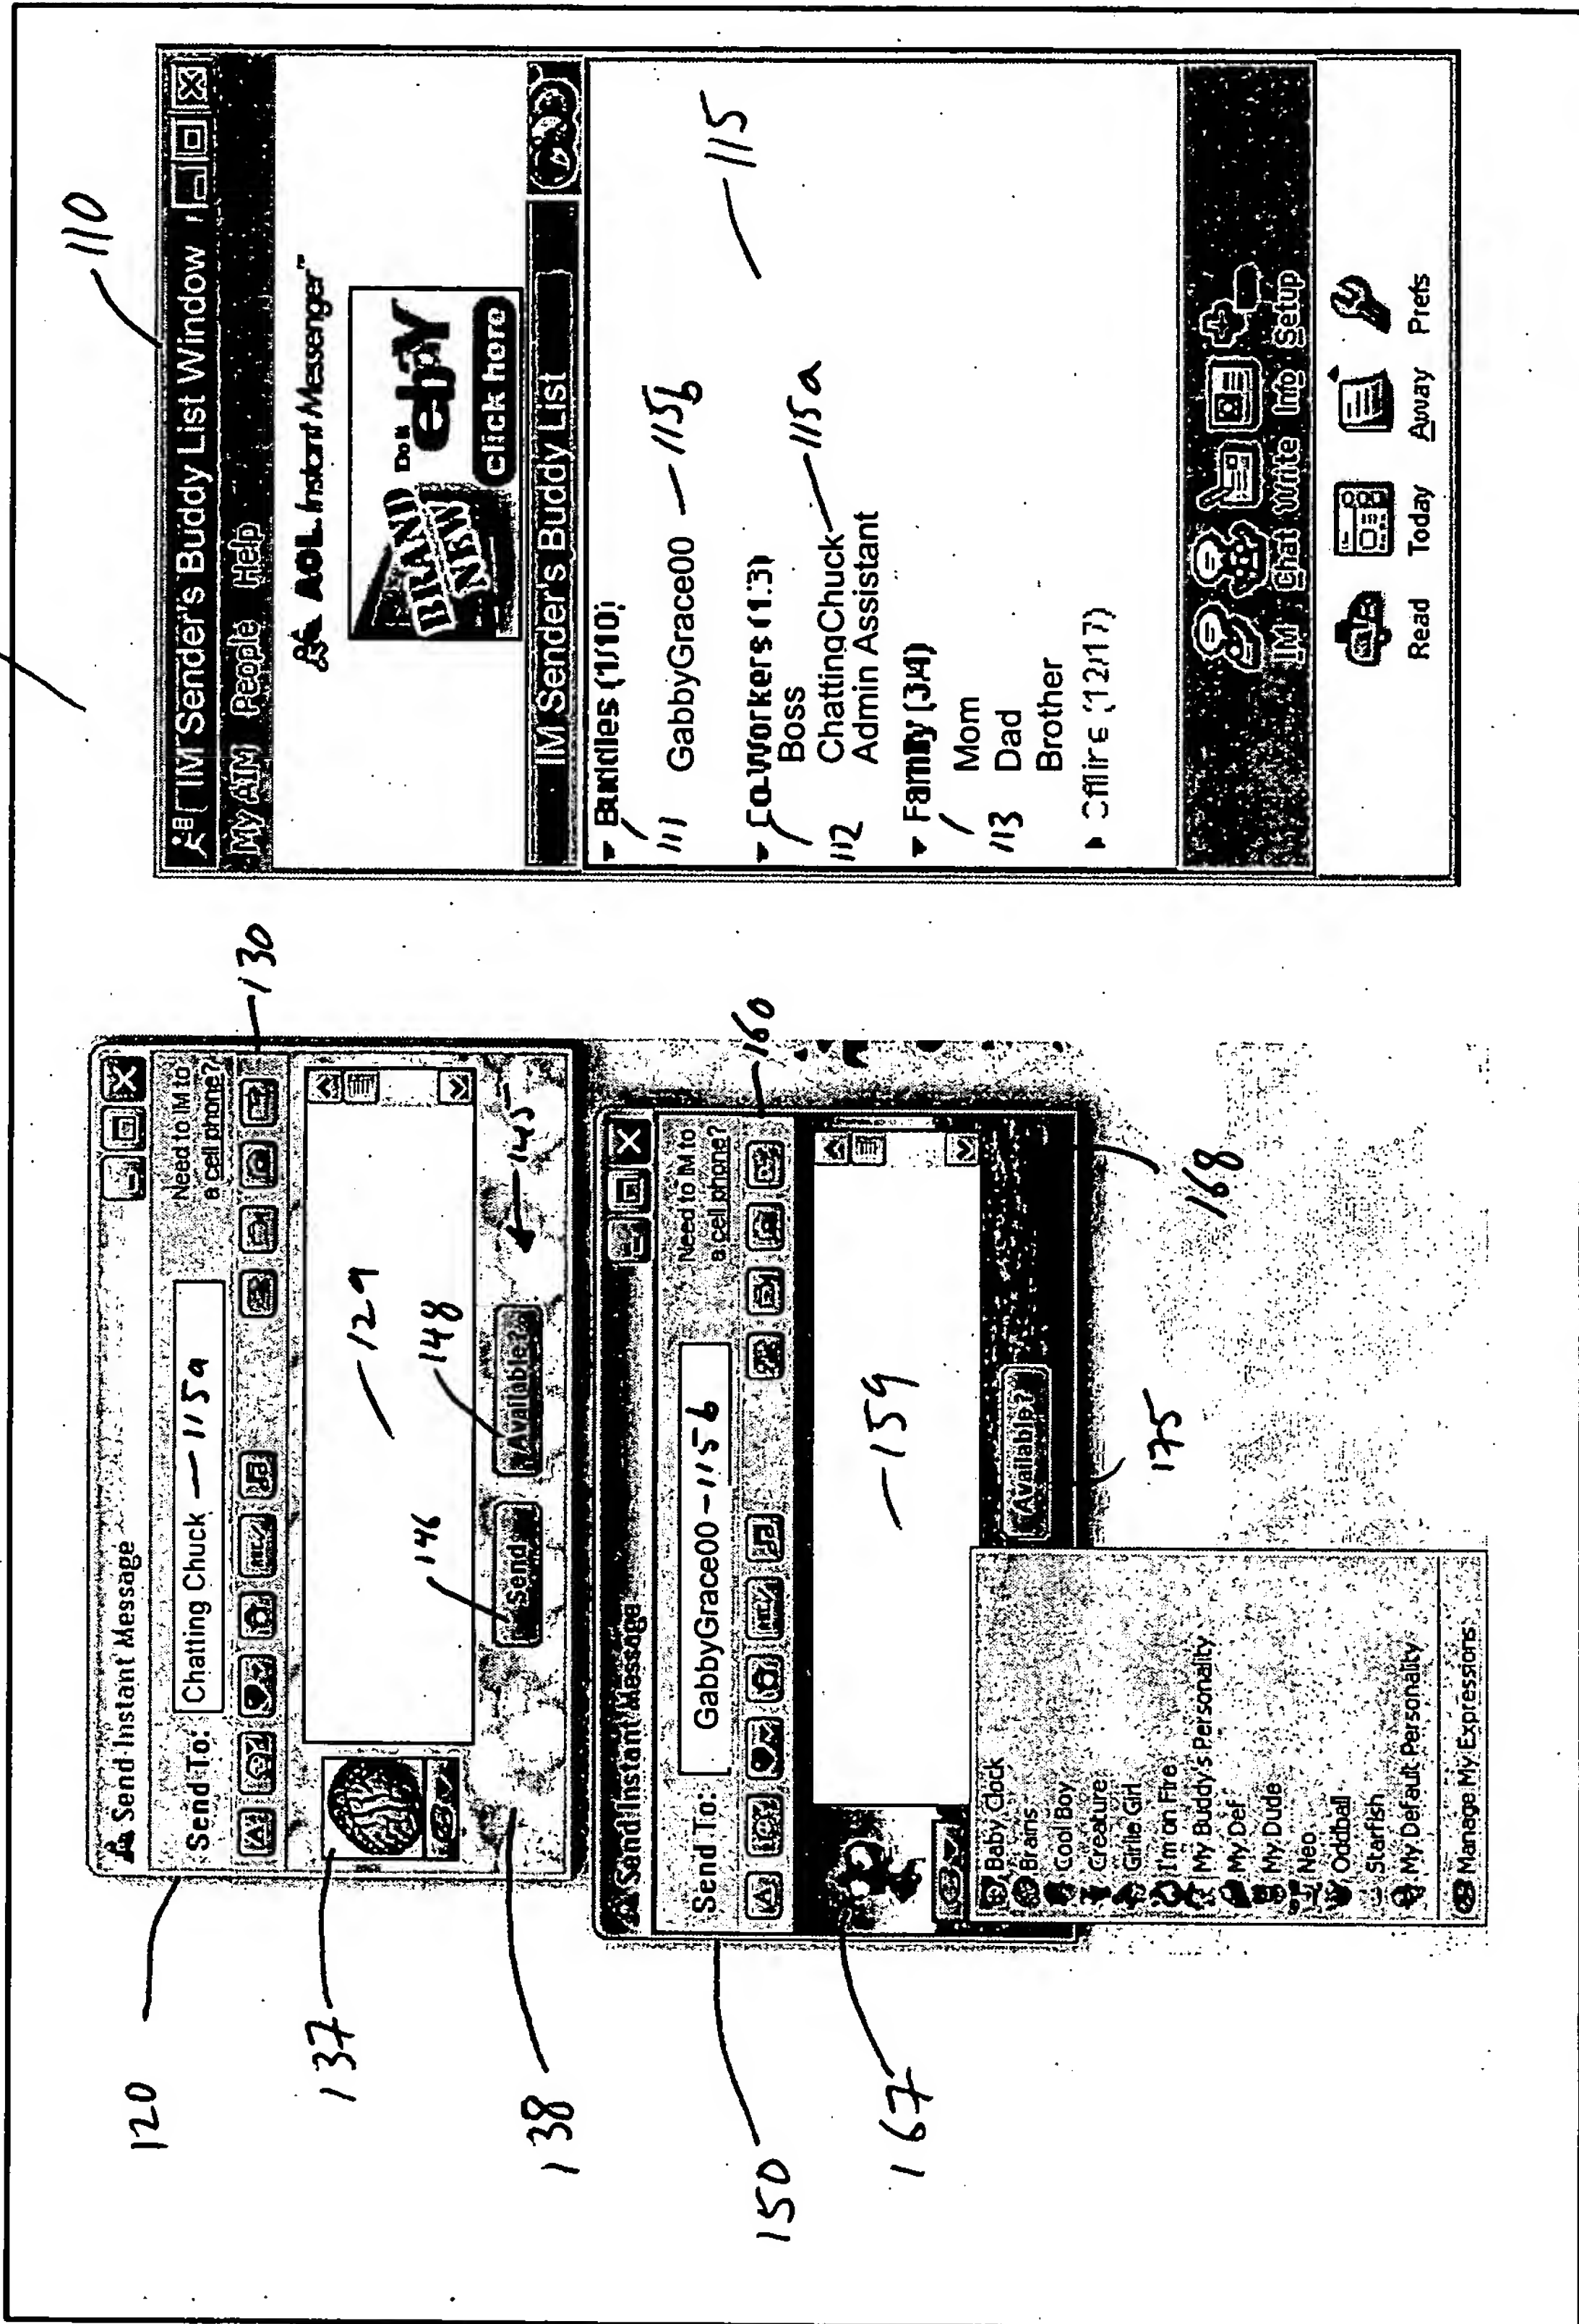 120
Send Instant Message
Send To: Chatting Chuck — 115a
Need to IM to
a cell phone?
130
137
129
146
148
Send
Available?
145
138
150
Send Instant Message
Send To: GabbyGrace00 - 115b
Need to IM to
a cell phone?
160
167
159
Available?
175
168
Baby Clock
Brains
Cool Boy
Creature
Girlie Girl
I'm on Fire
My Buddy's Personality
My Def
My Dude
Neo
Oddball
Starfish
My Default Personality
Manage My Expressions
110
IM Sender's Buddy List Window
My AIM People Help
AOL Instant Messenger™
BRAND
NEW
Do It
ebaY
click here
IM Sender's Buddy List
Buddies (1/10)
111
GabbyGrace00 — 115b
115
Co-Workers (1.3)
Boss
112
ChattingChuck — 115a
Admin Assistant
Family (3/4)
Mom
113
Dad
Brother
Offline (12/17)
IM Chat Write Info Setup
Read Today Away Prefs